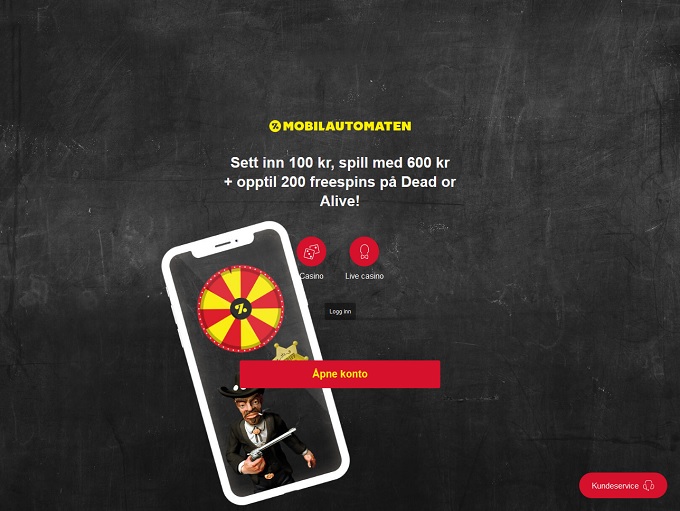 MOBILAUTOMATEN
Sett inn 100 kr, spill med 600 kr
+ opptil 200 freespins på Dead or
Alive!
Casino
Live casino
Logg inn
Åpne konto
Kundeservice